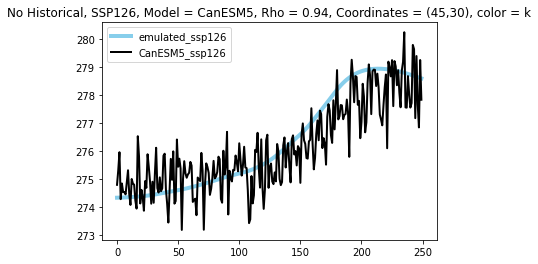 No Historical, SSP126, Model = CanESM5, Rho = 0.94, Coordinates = (45,30), color = k
emulated_ssp126
CanESM5_ssp126
280
279
278
277
276
275
274
273
0 50 100 150 200 250